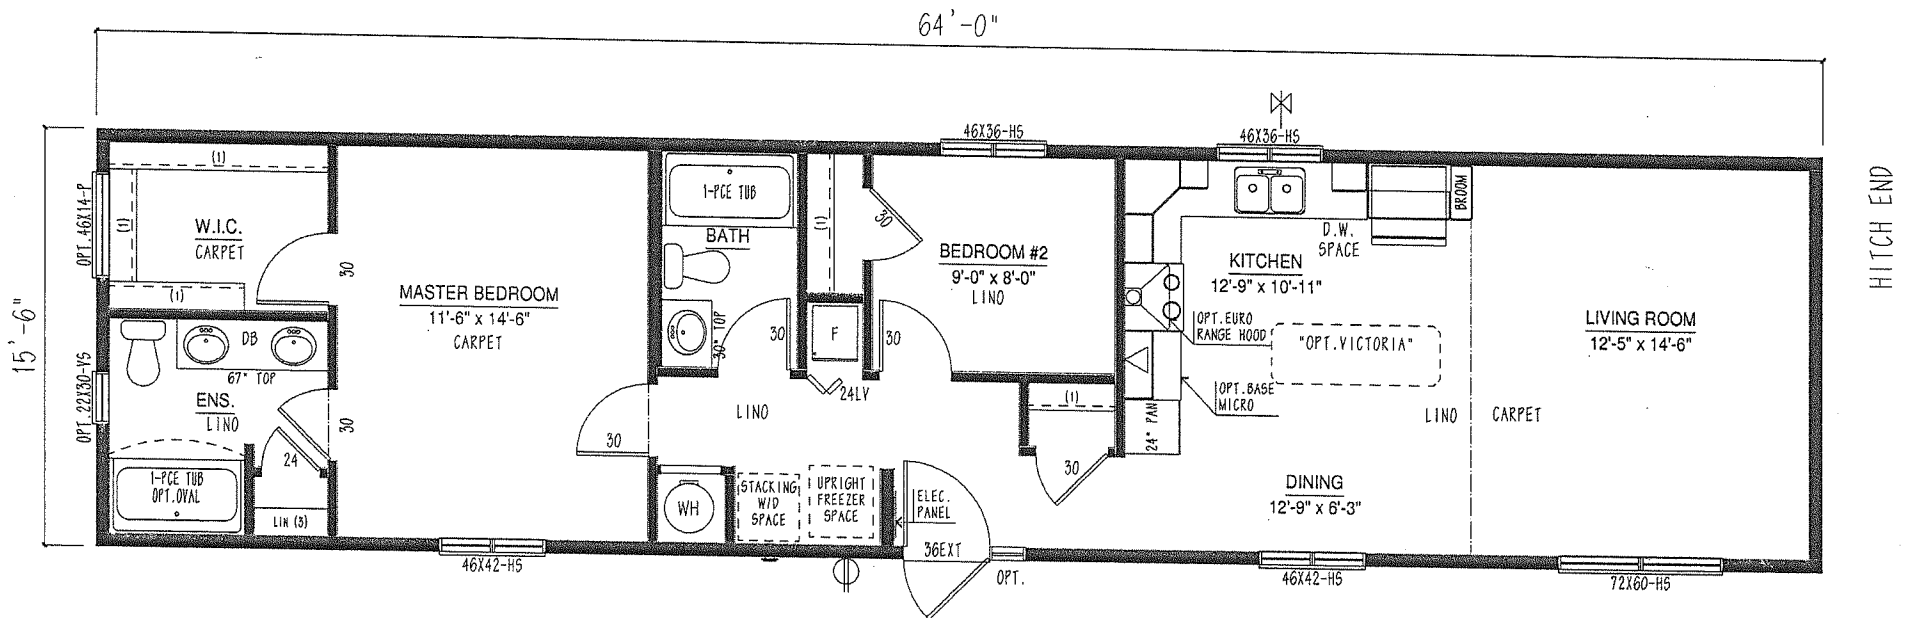 64'-0"
15'-6"
HITCH END
46X36-HS
46X36-HS
OPT.46X14-P
OPT.22X30-VS
(1)
(1)
W.I.C.
CARPET
(1)
30
MASTER BEDROOM
11'-6" x 14'-6"
CARPET
DB
67" TOP
ENS.
LINO
30
24
1-PCE TUB
OPT.OVAL
LIN (3)
1-PCE TUB
BATH
30" TOP
30
(1)
30
F
24LV
BEDROOM #2
9'-0" x 8'-0"
LINO
30
LINO
30
WH
STACKING
W/D
SPACE
UPRIGHT
FREEZER
SPACE
ELEC.
PANEL
36EXT
OPT.
(1)
30
BROOM
D.W.
SPACE
KITCHEN
12'-9" x 10'-11"
OPT.EURO
RANGE HOOD
"OPT.VICTORIA"
OPT.BASE
MICRO
24" PAN
LINO
CARPET
DINING
12'-9" x 6'-3"
LIVING ROOM
12'-5" x 14'-6"
46X42-HS
46X42-HS
72X60-HS